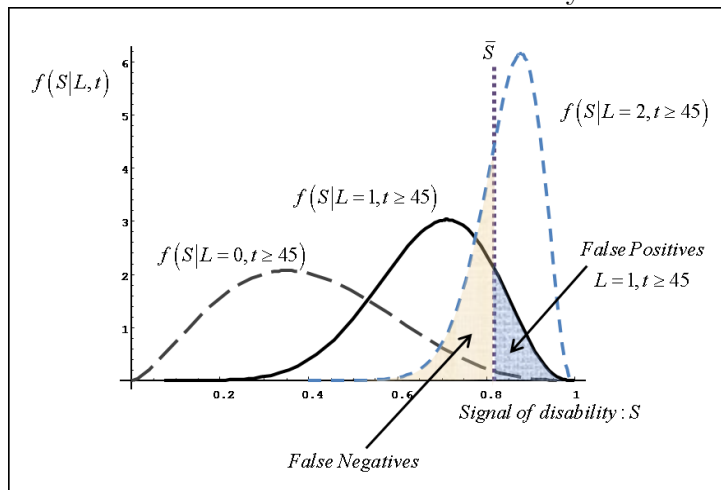 S̄
6
f(S|L,t)
5
f(S|L = 2,t ≥ 45)
4
f(S|L = 1,t ≥ 45)
3
f(S|L = 0,t ≥ 45)
False Positives
2
L = 1,t ≥ 45
1
0.2 0.4 0.6 0.8 1
Signal of disability : S
False Negatives